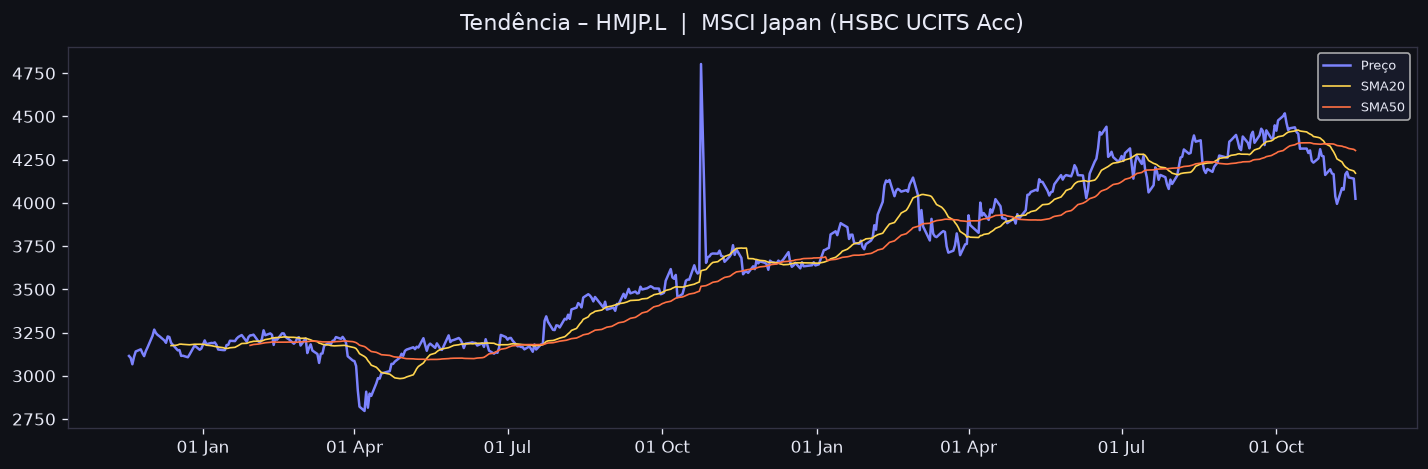 Tendência – HMJP.L | MSCI Japan (HSBC UCITS Acc)
Preço
SMA20
SMA50
4750
4500
4250
4000
3750
3500
3250
3000
2750
01 Jan
01 Apr
01 Jul
01 Oct
01 Jan
01 Apr
01 Jul
01 Oct